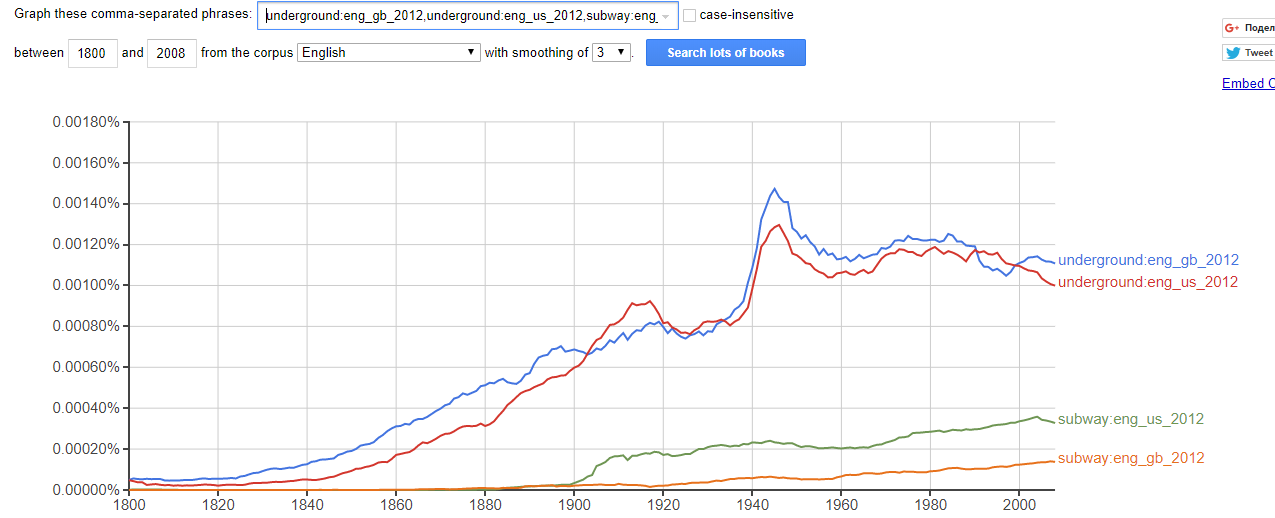 Graph these comma-separated phrases: underground:eng_gb_2012,underground:eng_us_2012,subway:eng_ case-insensitive
between 1800 and 2008 from the corpus English with smoothing of 3 . Search lots of books
G+ Подел
Tweet
Embed C
0.00180%
0.00160%
0.00140%
0.00120%
0.00100%
0.00080%
0.00060%
0.00040%
0.00020%
0.00000%
underground:eng_gb_2012
underground:eng_us_2012
subway:eng_us_2012
subway:eng_gb_2012
1800 1820 1840 1860 1880 1900 1920 1940 1960 1980 2000